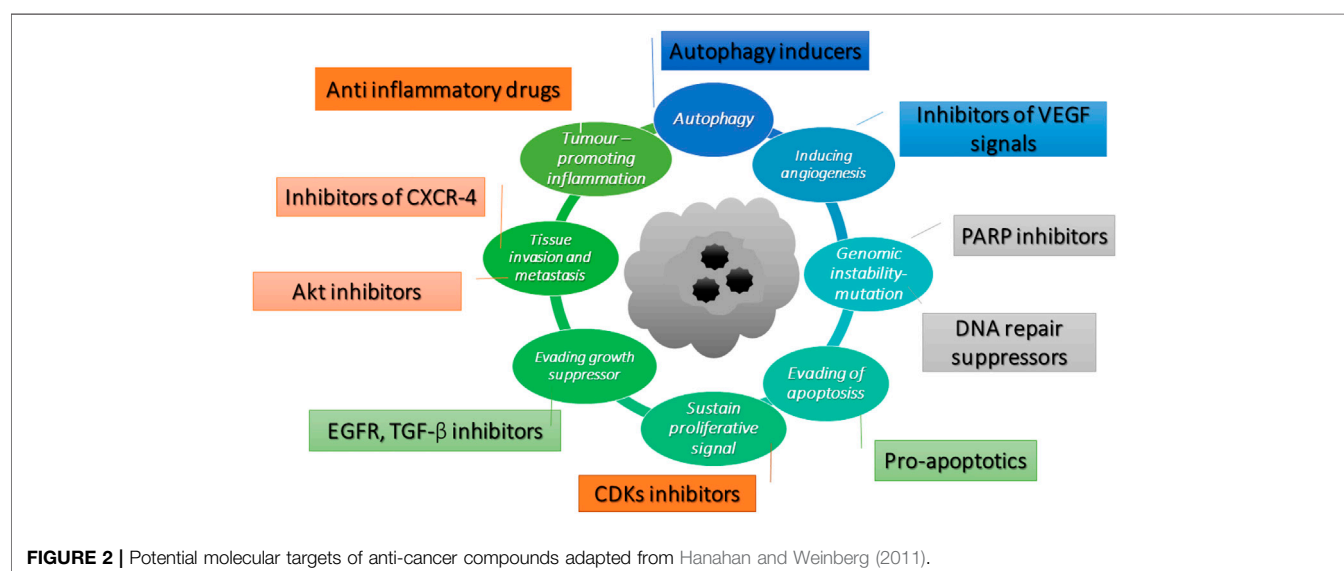 Autophagy inducers
Anti inflammatory drugs
Autophagy
Inhibitors of VEGF
signals
Tumour –
promoting
inflammation
Inducing
angiogenesis
Inhibitors of CXCR-4
Tissue
invasion and
metastasis
PARP inhibitors
Genomic
instability-
mutation
Akt inhibitors
DNA repair
suppressors
Evading growth
suppressor
Evading of
apoptosiss
Sustain
proliferative
signal
EGFR, TGF-β inhibitors
Pro-apoptotics
CDKs inhibitors
FIGURE 2 | Potential molecular targets of anti-cancer compounds adapted from Hanahan and Weinberg (2011).